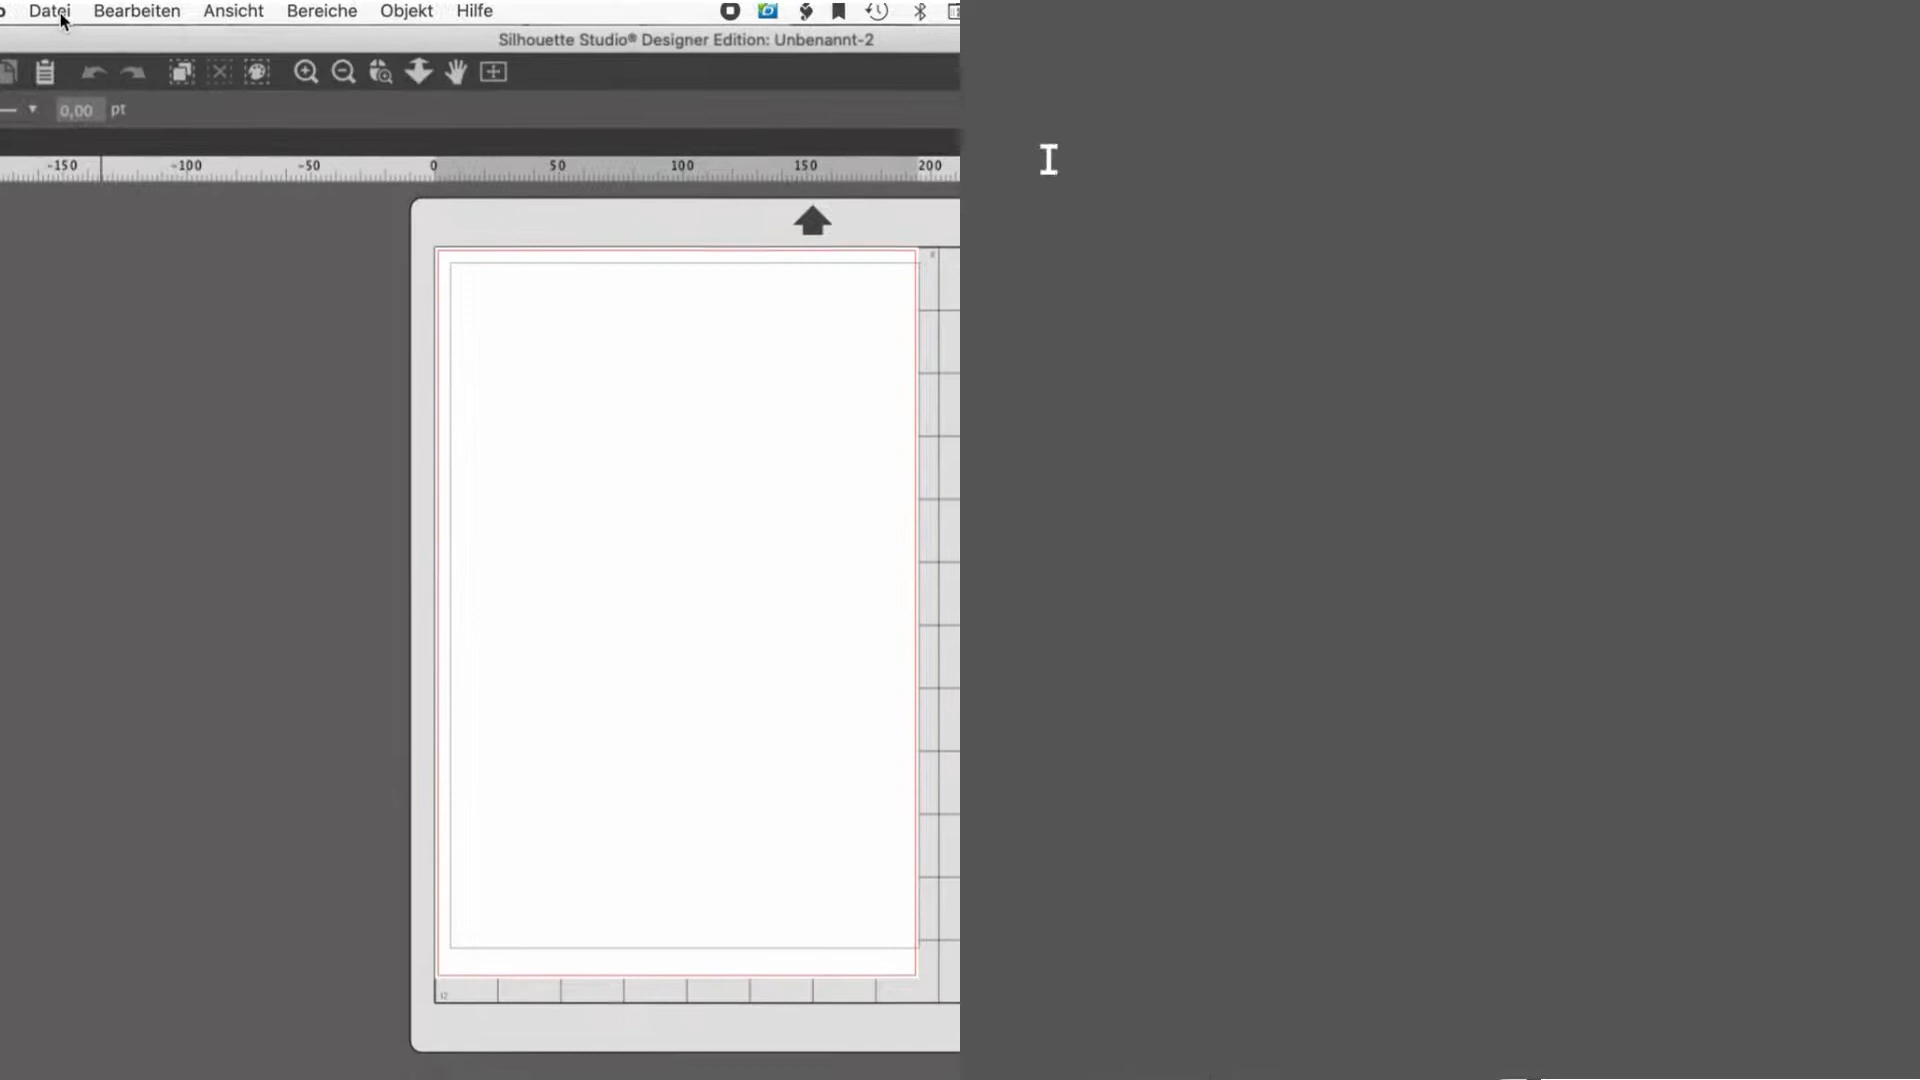 Datei Bearbeiten Ansicht Bereiche Objekt Hilfe
Silhouette Studio® Designer Edition: Unbenannt-2
0,00 pt
-150 -100 -50 0 50 100 150 200
12